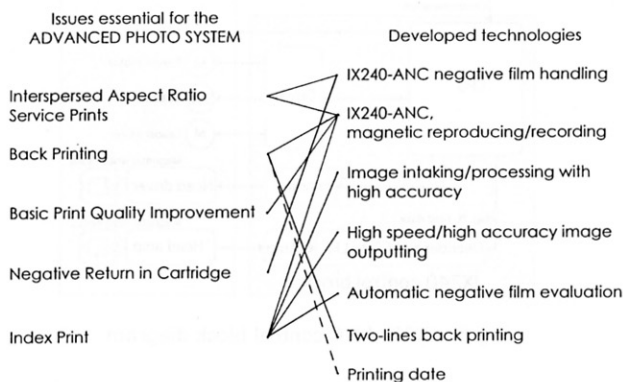 Issues essential for the
ADVANCED PHOTO SYSTEM
Interspersed Aspect Ratio
Service Prints
Back Printing
Basic Print Quality Improvement
Negative Return in Cartridge
Index Print
Developed technologies
IX240-ANC negative film handling
IX240-ANC,
magnetic reproducing/recording
Image intaking/processing with
high accuracy
High speed/high accuracy image
outputting
Automatic negative film evaluation
Two-lines back printing
Printing date